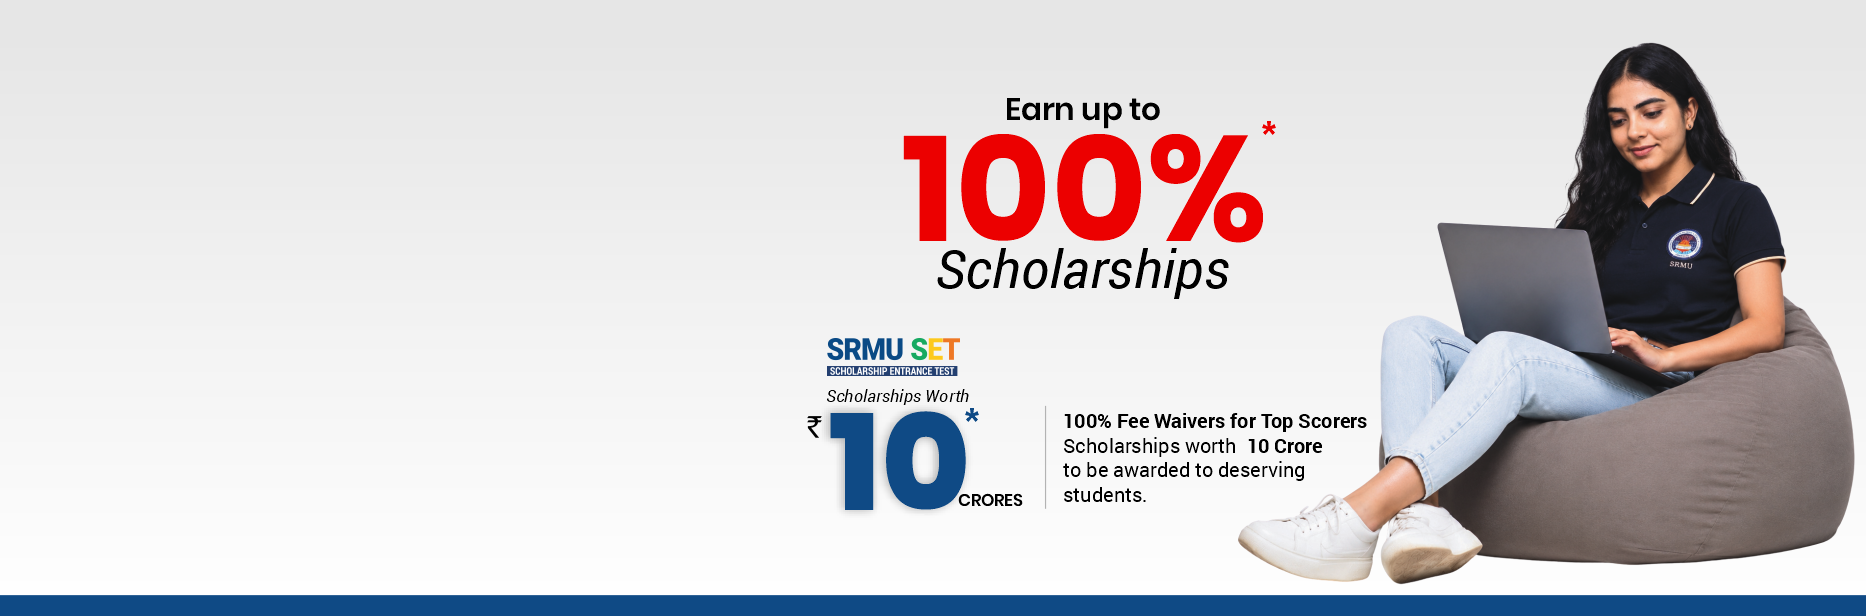 Earn up to
100%*
Scholarships
SRMU SET
SCHOLARSHIP ENTRANCE TEST
Scholarships Worth
₹10*
CRORES
100% Fee Waivers for Top Scorers
Scholarships worth 10 Crore
to be awarded to deserving
students.
SRMU